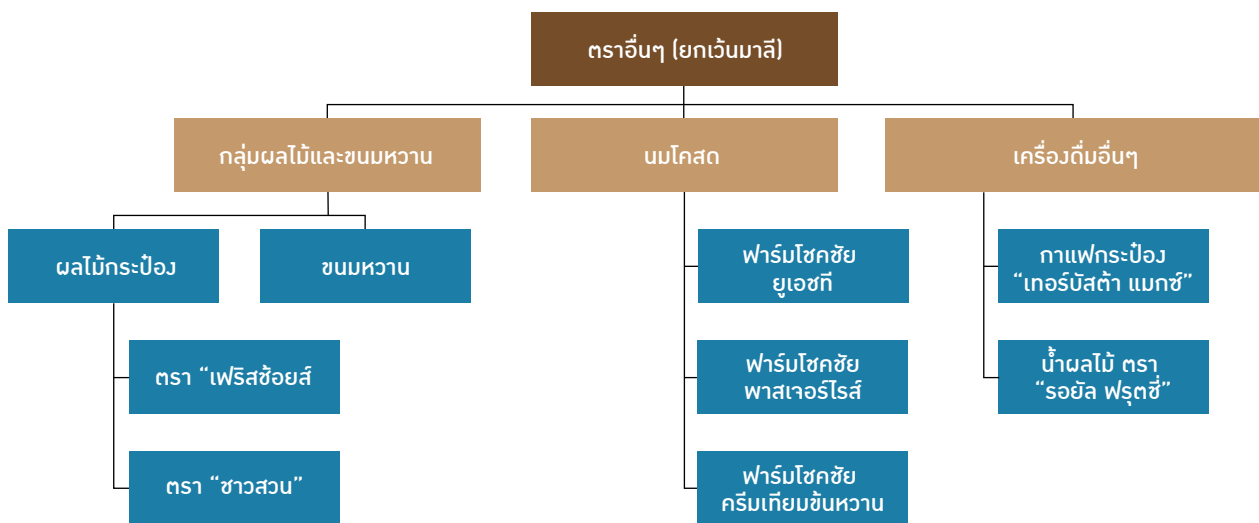 ตราอื่นๆ (ยกเว้นมาลี)
กลุ่มผลไม้และขนมหวาน
นมโคสด
เครื่องดื่มอื่นๆ
ผลไม้กระป๋อง
ขนมหวาน
ตรา “เฟริสช้อยส์
ตรา “ชาวสวน”
ฟาร์มโชคชัย
ยูเอชที
ฟาร์มโชคชัย
พาสเจอร์ไรส์
ฟาร์มโชคชัย
ครีมเทียมข้นหวาน
กาแฟกระป๋อง
“เทอร์บัสต้า แมกซ์”
น้ำผลไม้ ตรา
“รอยัล ฟรุตซี่”